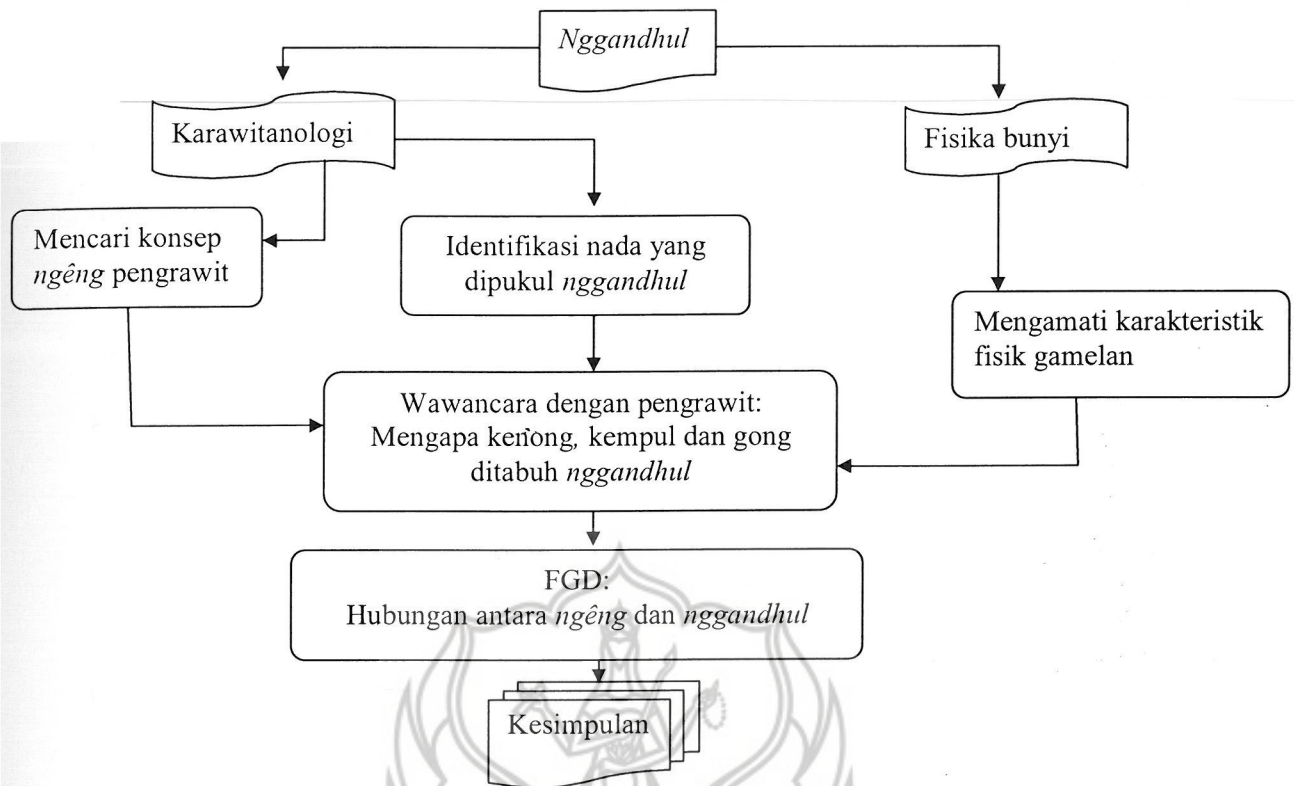 Nggandhul
Karawitanologi
Fisika bunyi
Mencari konsep
ngêng pengrawit
Identifikasi nada yang
dipukul nggandhul
Mengamati karakteristik
fisik gamelan
Wawancara dengan pengrawit:
Mengapa kenong, kempul dan gong
ditabuh nggandhul
FGD:
Hubungan antara ngêng dan nggandhul
Kesimpulan